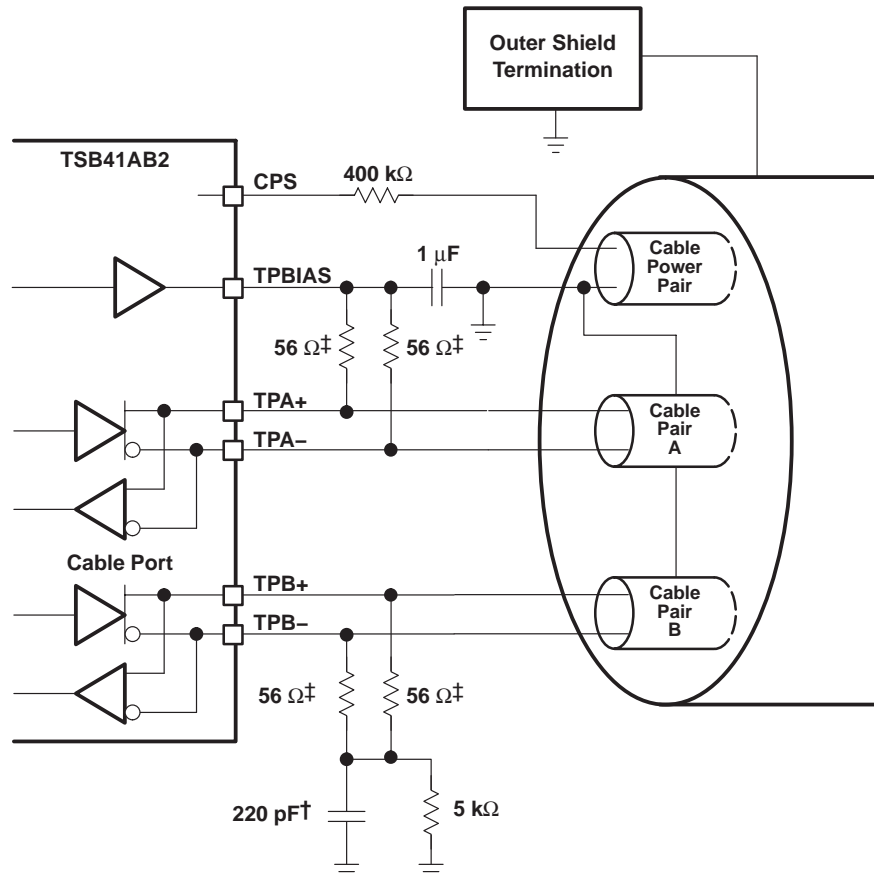 Outer Shield
Termination
TSB41AB2
CPS
400 kΩ
TPBIAS
1 μF
Cable
Power
Pair
56 Ω‡
56 Ω‡
TPA+
TPA−
Cable
Pair
A
Cable Port
TPB+
TPB−
Cable
Pair
B
56 Ω‡
56 Ω‡
220 pF†
5 kΩ